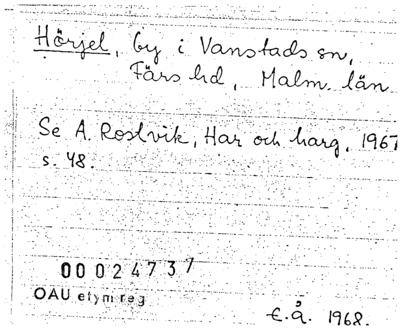 Hörjel, by i Vanstads sn,
Färs hd, Malm. län
Se A. Rostvik, Har och harg, 1967
s. 48.
00024737
OAU etym reg
E.Å. 1968.